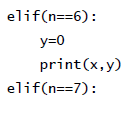 elif(n==6):
    y=0
    print(x,y)
elif(n==7):